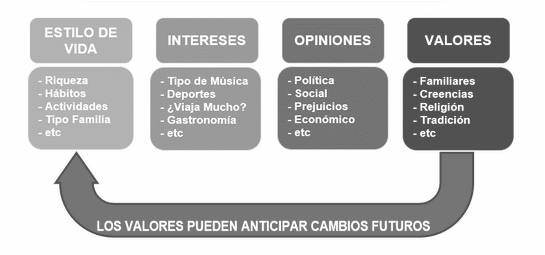 ESTILO DE
VIDA
- Riqueza
- Hábitos
- Actividades
- Tipo Familia
- etc
INTERESES
- Tipo de Mùsica
- Deportes
- ¿Viaja Mucho?
- Gastronomía
- etc
OPINIONES
- Política
- Social
- Prejuicios
- Económico
- etc
VALORES
- Familiares
- Creencias
- Religión
- Tradición
- etc
LOS VALORES PUEDEN ANTICIPAR CAMBIOS FUTUROS